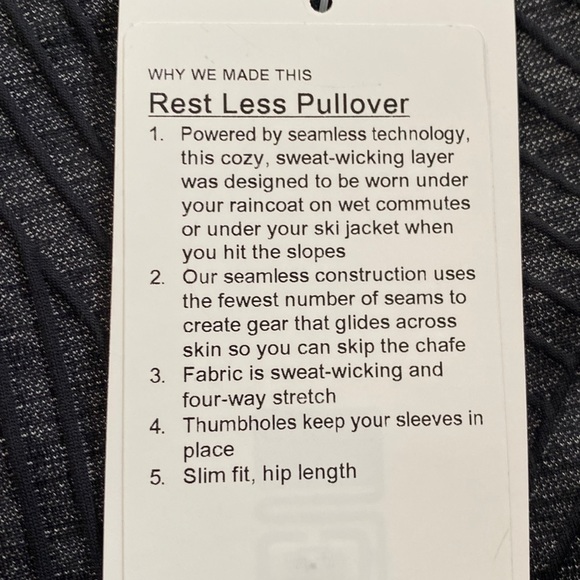 WHY WE MADE THIS
Rest Less Pullover
1. Powered by seamless technology,
this cozy, sweat-wicking layer
was designed to be worn under
your raincoat on wet commutes
or under your ski jacket when
you hit the slopes
2. Our seamless construction uses
the fewest number of seams to
create gear that glides across
skin so you can skip the chafe
3. Fabric is sweat-wicking and
four-way stretch
4. Thumbholes keep your sleeves in
place
5. Slim fit, hip length